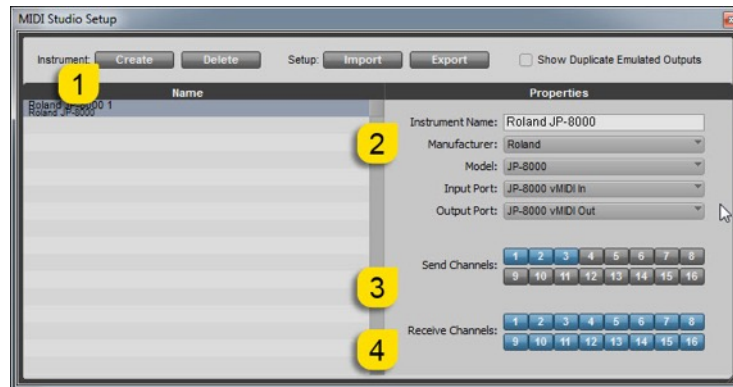 MIDI Studio Setup
Instrument: Create Delete Setup: Import Export Show Duplicate Emulated Outputs
1
Name
Properties
Roland JP-8000 1
Roland JP-8000
2
Instrument Name: Roland JP-8000
Manufacturer: Roland
Model: JP-8000
Input Port: JP-8000 vMIDI In
Output Port: JP-8000 vMIDI Out
3
Send Channels: 1 2 3 4 5 6 7 8
9 10 11 12 13 14 15 16
4
Receive Channels: 1 2 3 4 5 6 7 8
9 10 11 12 13 14 15 16